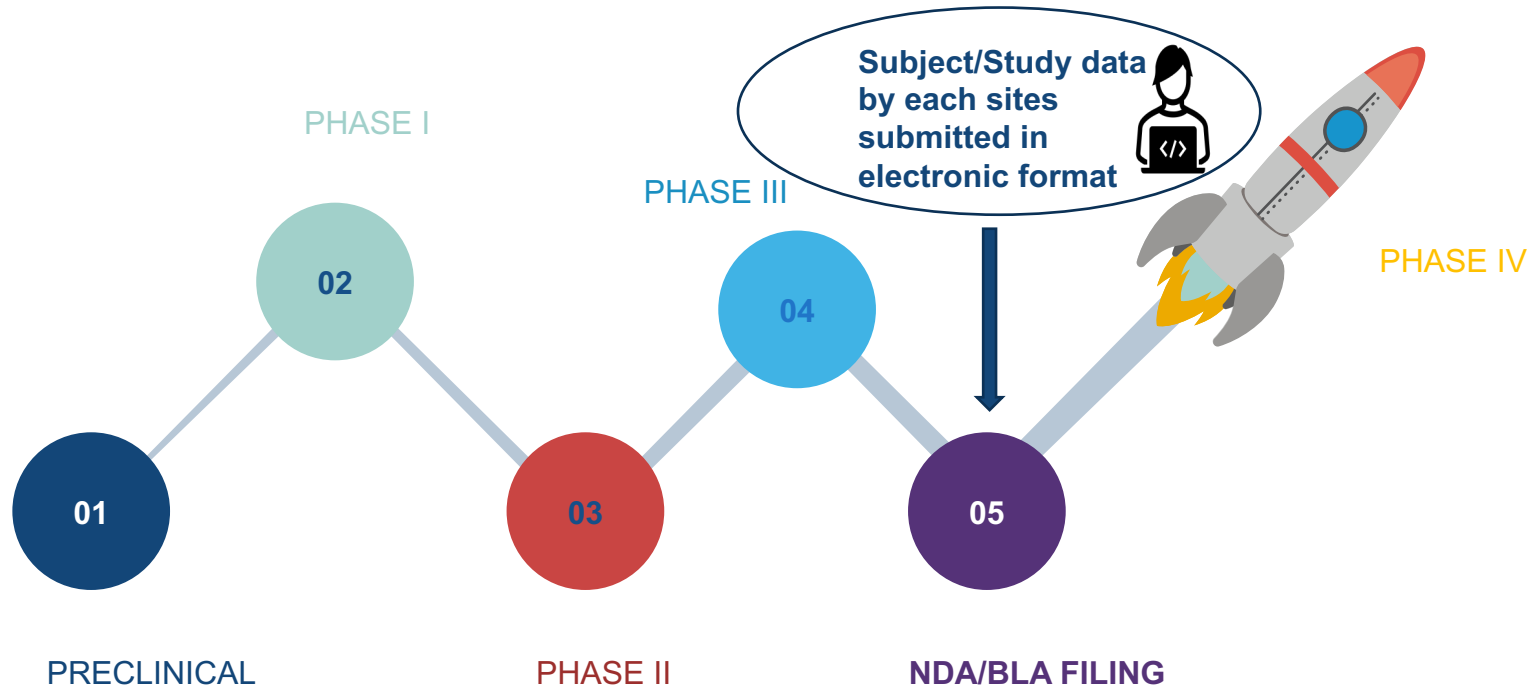 Subject/Study data
by each sites
submitted in
electronic format
</>
PHASE I
PHASE III
PHASE IV
02
04
01
03
05
PRECLINICAL
PHASE II
NDA/BLA FILING